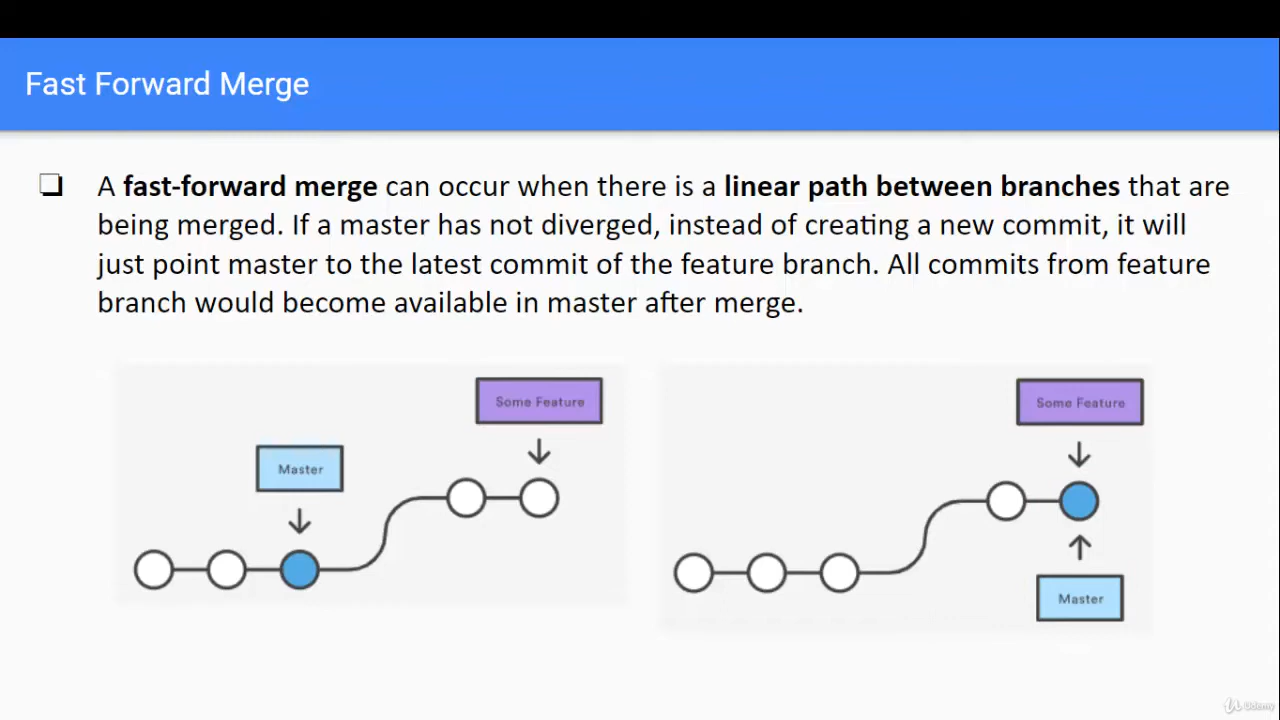 Fast Forward Merge
A fast-forward merge can occur when there is a linear path between branches that are
being merged. If a master has not diverged, instead of creating a new commit, it will
just point master to the latest commit of the feature branch. All commits from feature
branch would become available in master after merge.
Some Feature
Master
Some Feature
Master
Udemy